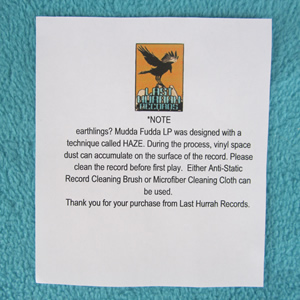 LAST
HURRAH
RECORDS
*NOTE
earthlings? Mudda Fudda LP was designed with a
technique called HAZE. During the process, vinyl space
dust can accumulate on the surface of the record. Please
clean the record before first play.  Either Anti-Static
Record Cleaning Brush or Microfiber Cleaning Cloth can
be used.
Thank you for your purchase from Last Hurrah Records.